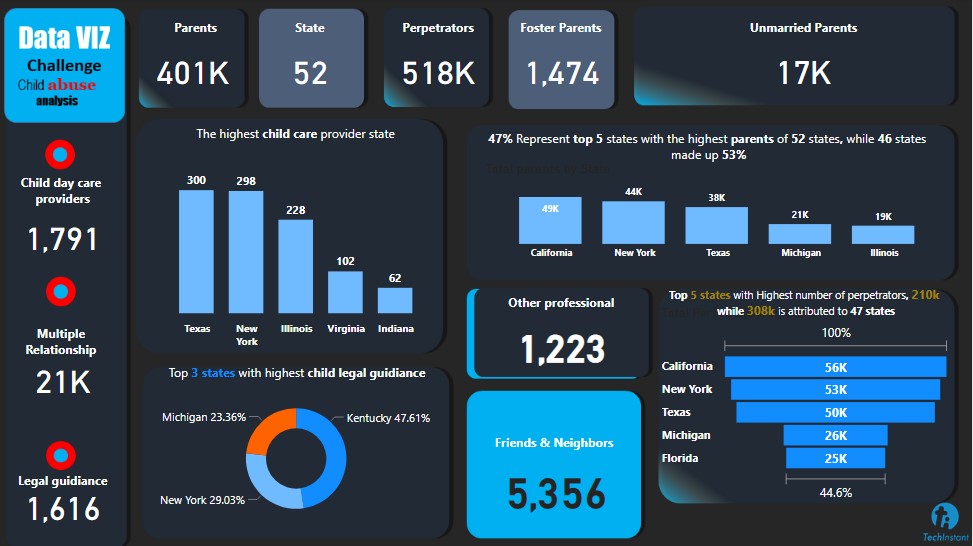 Data VIZ
Challenge
Child abuse
analysis
Parents
401K
State
52
Perpetrators
518K
Foster Parents
1,474
Unmarried Parents
17K
Child day care
providers
1,791
Multiple
Relationship
21K
Legal guidiance
1,616
The highest child care provider state
300
298
228
102
62
Texas
New
York
Illinois
Virginia
Indiana
47% Represent top 5 states with the highest parents of 52 states, while 46 states
made up 53%
49K
44K
38K
21K
19K
California
New York
Texas
Michigan
Illinois
Top 3 states with highest child legal guidiance
Michigan 23.36%
Kentucky 47.61%
New York 29.03%
Other professional
1,223
Friends & Neighbors
5,356
Top 5 states with Highest number of perpetrators, 210k
while 308k is attributed to 47 states
100%
California 56K
New York 53K
Texas 50K
Michigan 26K
Florida 25K
44.6%
TechInstant